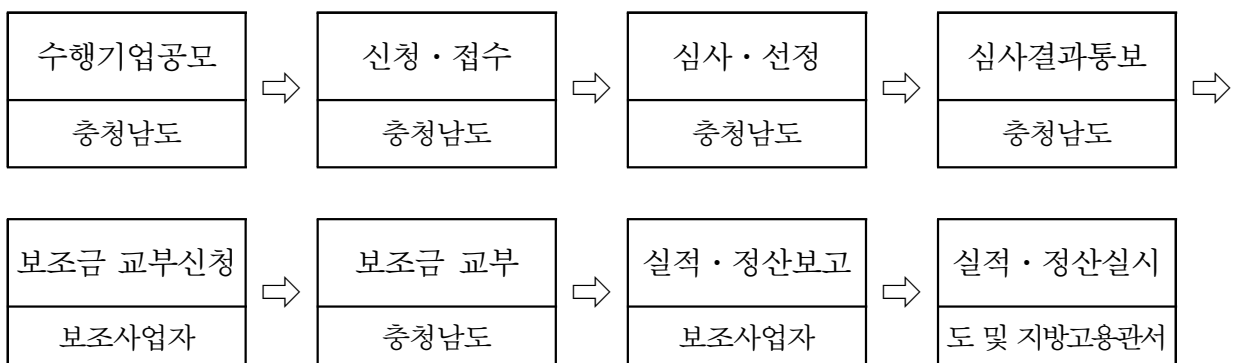 수행기업공모 ⇨ 신청・접수 ⇨ 심사・선정 ⇨ 심사결과통보 ⇨
충청남도 충청남도 충청남도 충청남도
보조금 교부신청 ⇨ 보조금 교부 ⇨ 실적・정산보고 ⇨ 실적・정산실시
보조사업자 충청남도 보조사업자 도 및 지방고용관서